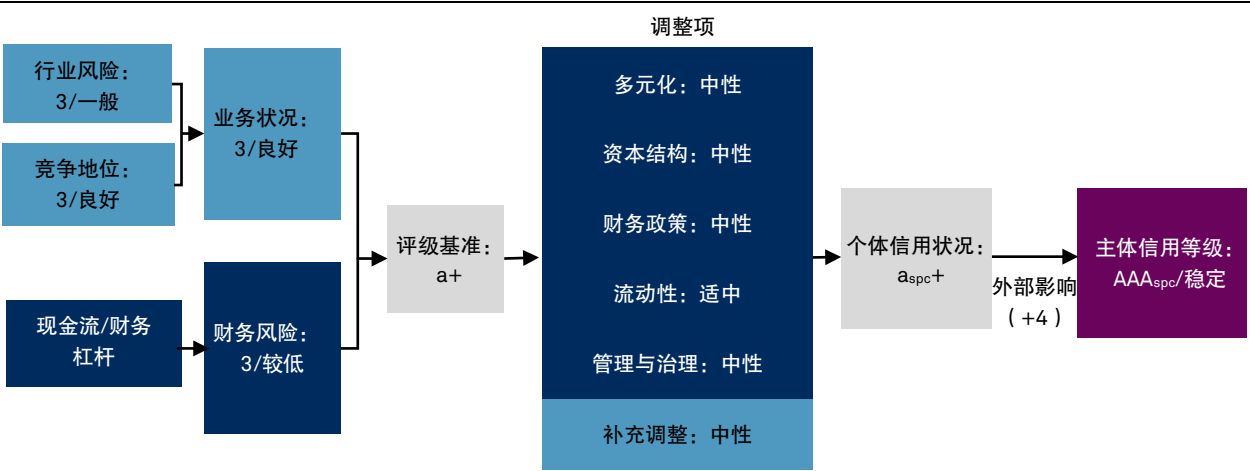 调整项
行业风险：
3/一般
竞争地位：
3/良好
业务状况：
3/良好
现金流/财务
杠杆
财务风险：
3/较低
评级基准：
a+
多元化：中性
资本结构：中性
财务政策：中性
流动性：适中
管理与治理：中性
补充调整：中性
个体信用状况：
aspc+
外部影响
（+4）
主体信用等级：
AAAspc/稳定